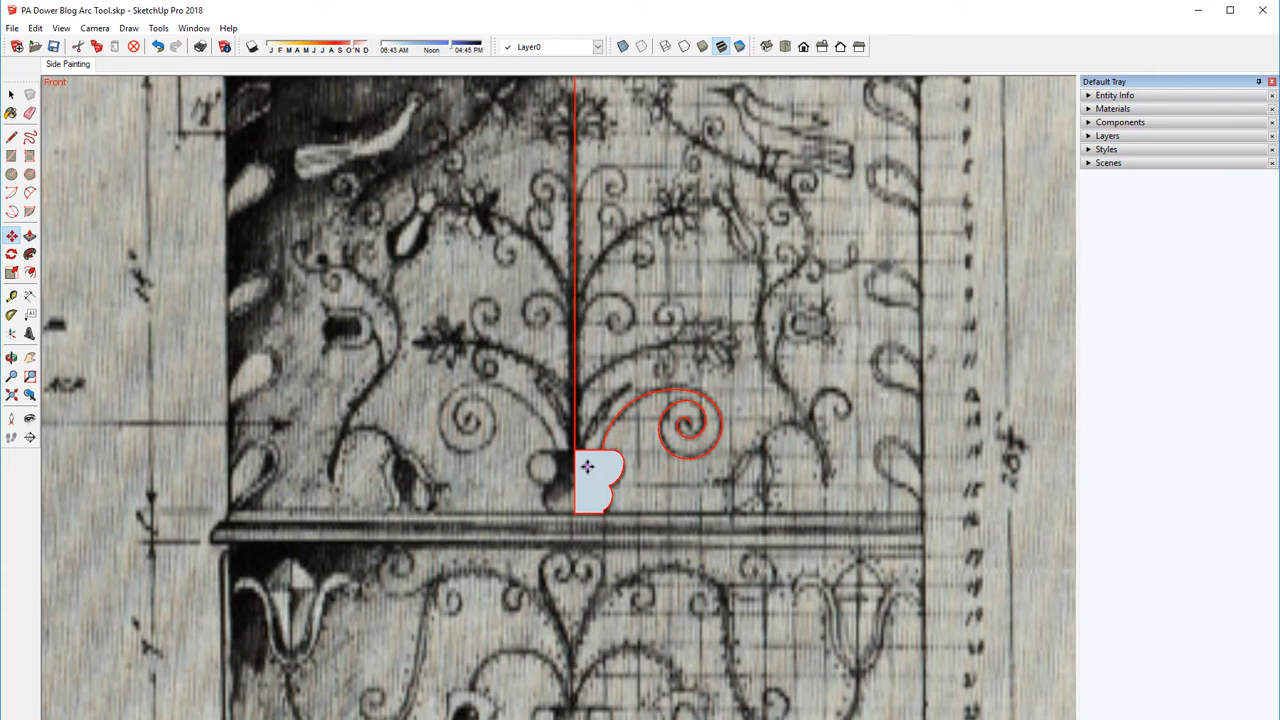 PA Dower Blog Arc Tool.skp - SketchUp Pro 2018
File Edit View Camera Draw Tools Window Help
J F M A M J J A S O N D
06:43 AM Noon 04:45 PM
Layer0
Side Painting
Front
Default Tray
Entity Info
Materials
Components
Layers
Styles
Scenes